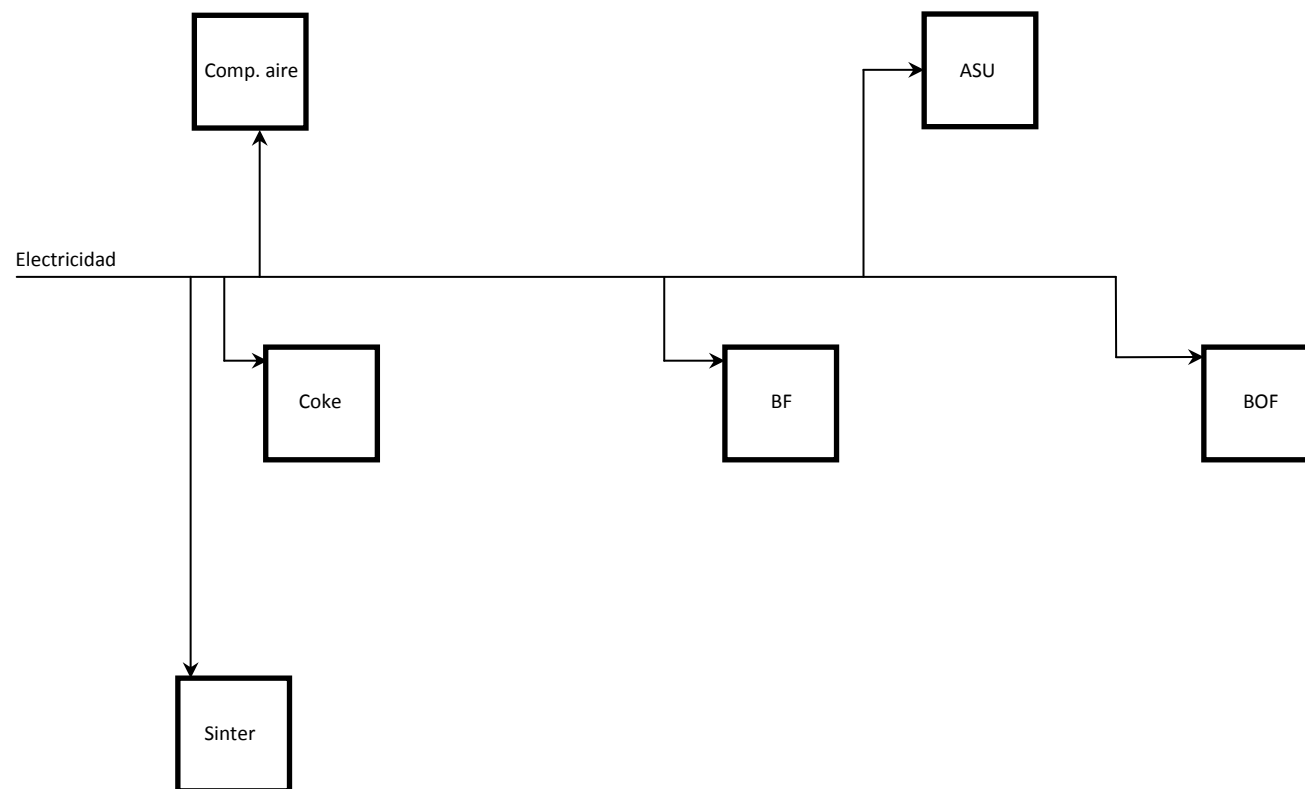 Comp. aire
ASU
Electricidad
Coke
BF
BOF
Sinter